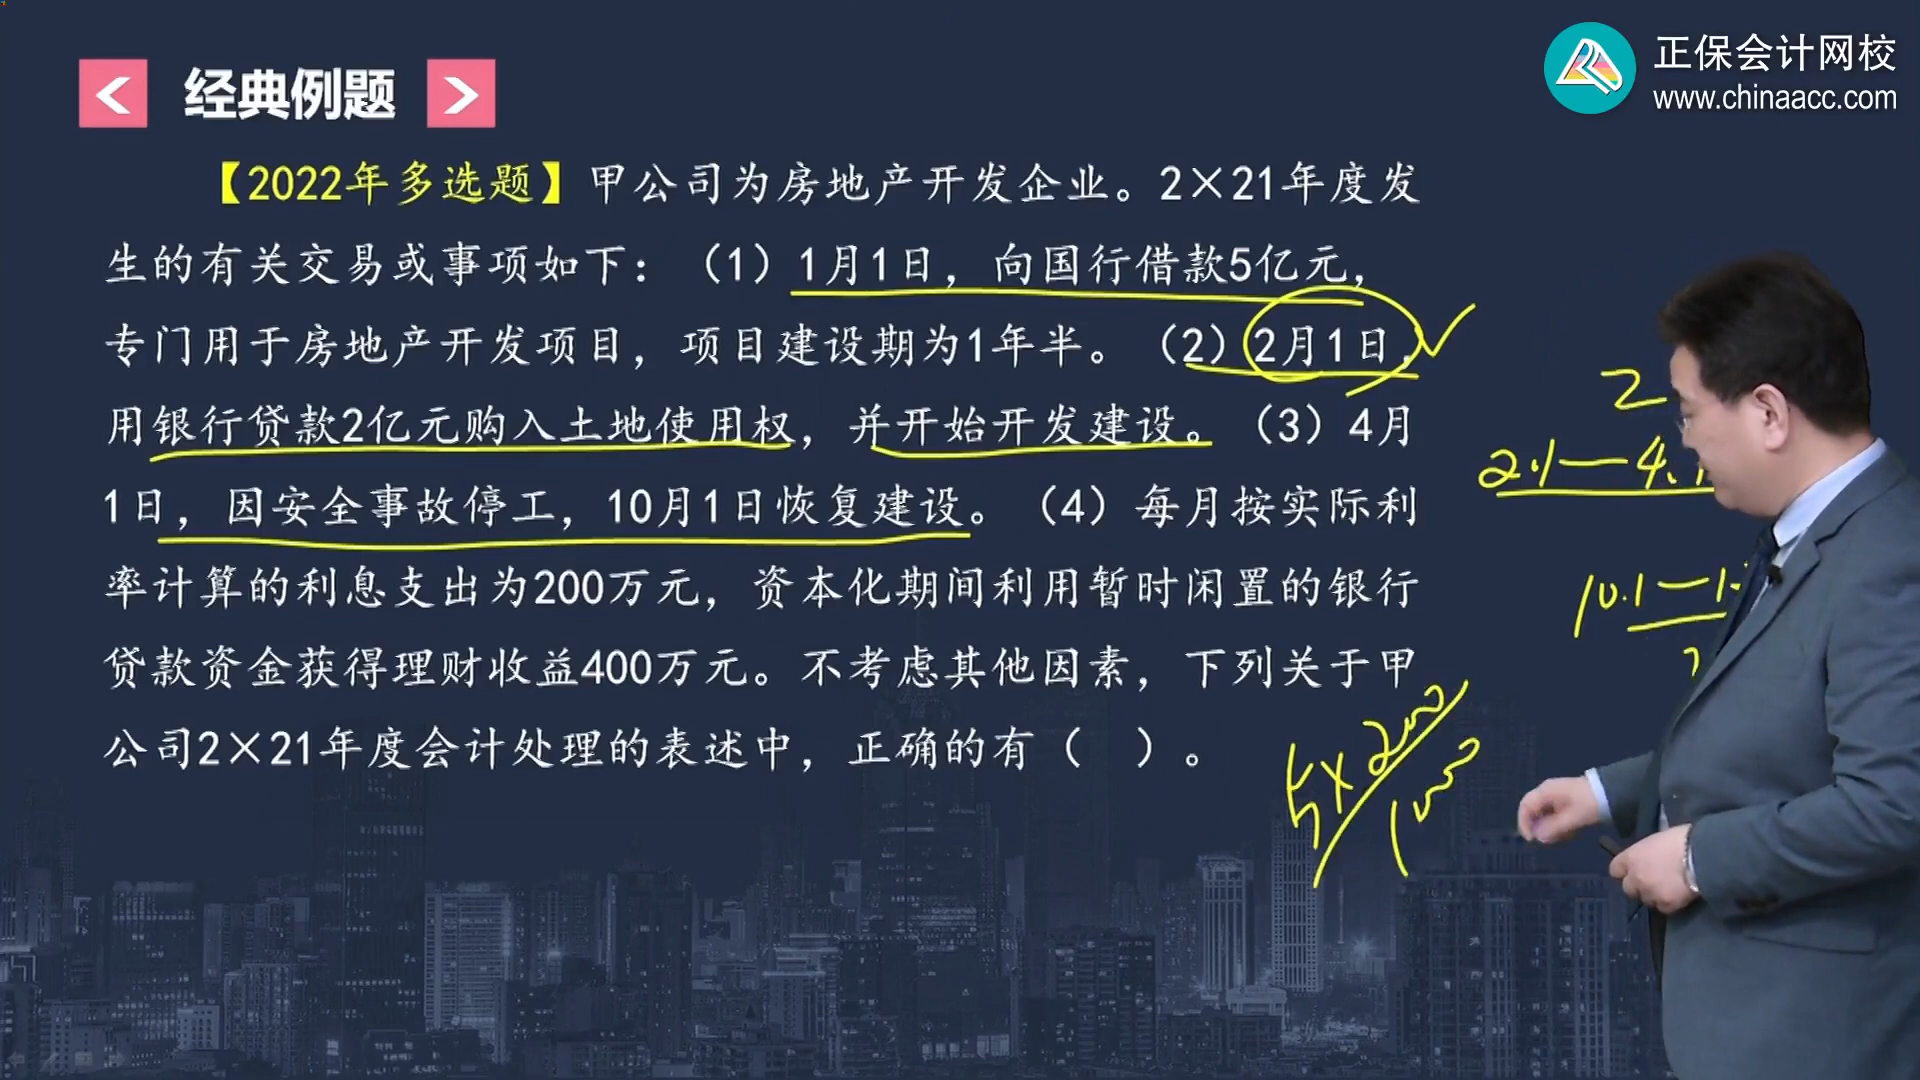 正保会计网校
www.chinaacc.com
经典例题
【2022年多选题】甲公司为房地产开发企业。2×21年度发
生的有关交易或事项如下：（1）1月1日，向国行借款5亿元，
专门用于房地产开发项目，项目建设期为1年半。（2）2月1日，
用银行贷款2亿元购入土地使用权，并开始开发建设。（3）4月
1日，因安全事故停工，10月1日恢复建设。（4）每月按实际利
率计算的利息支出为200万元，资本化期间利用暂时闲置的银行
贷款资金获得理财收益400万元。不考虑其他因素，下列关于甲
公司2×21年度会计处理的表述中，正确的有（　）。
2
2.1—4.1
10.1—1
5×200
1000